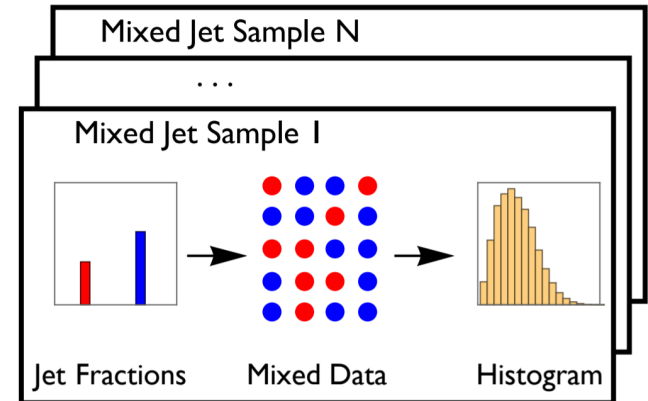 Mixed Jet Sample N
...
Mixed Jet Sample 1
Jet Fractions
Mixed Data
Histogram